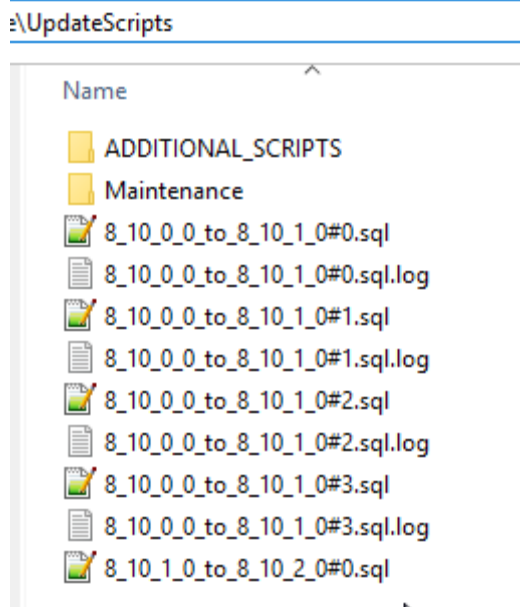 e\UpdateScripts
Name
ADDITIONAL_SCRIPTS
Maintenance
8_10_0_0_to_8_10_1_0#0.sql
8_10_0_0_to_8_10_1_0#0.sql.log
8_10_0_0_to_8_10_1_0#1.sql
8_10_0_0_to_8_10_1_0#1.sql.log
8_10_0_0_to_8_10_1_0#2.sql
8_10_0_0_to_8_10_1_0#2.sql.log
8_10_0_0_to_8_10_1_0#3.sql
8_10_0_0_to_8_10_1_0#3.sql.log
8_10_1_0_to_8_10_2_0#0.sql